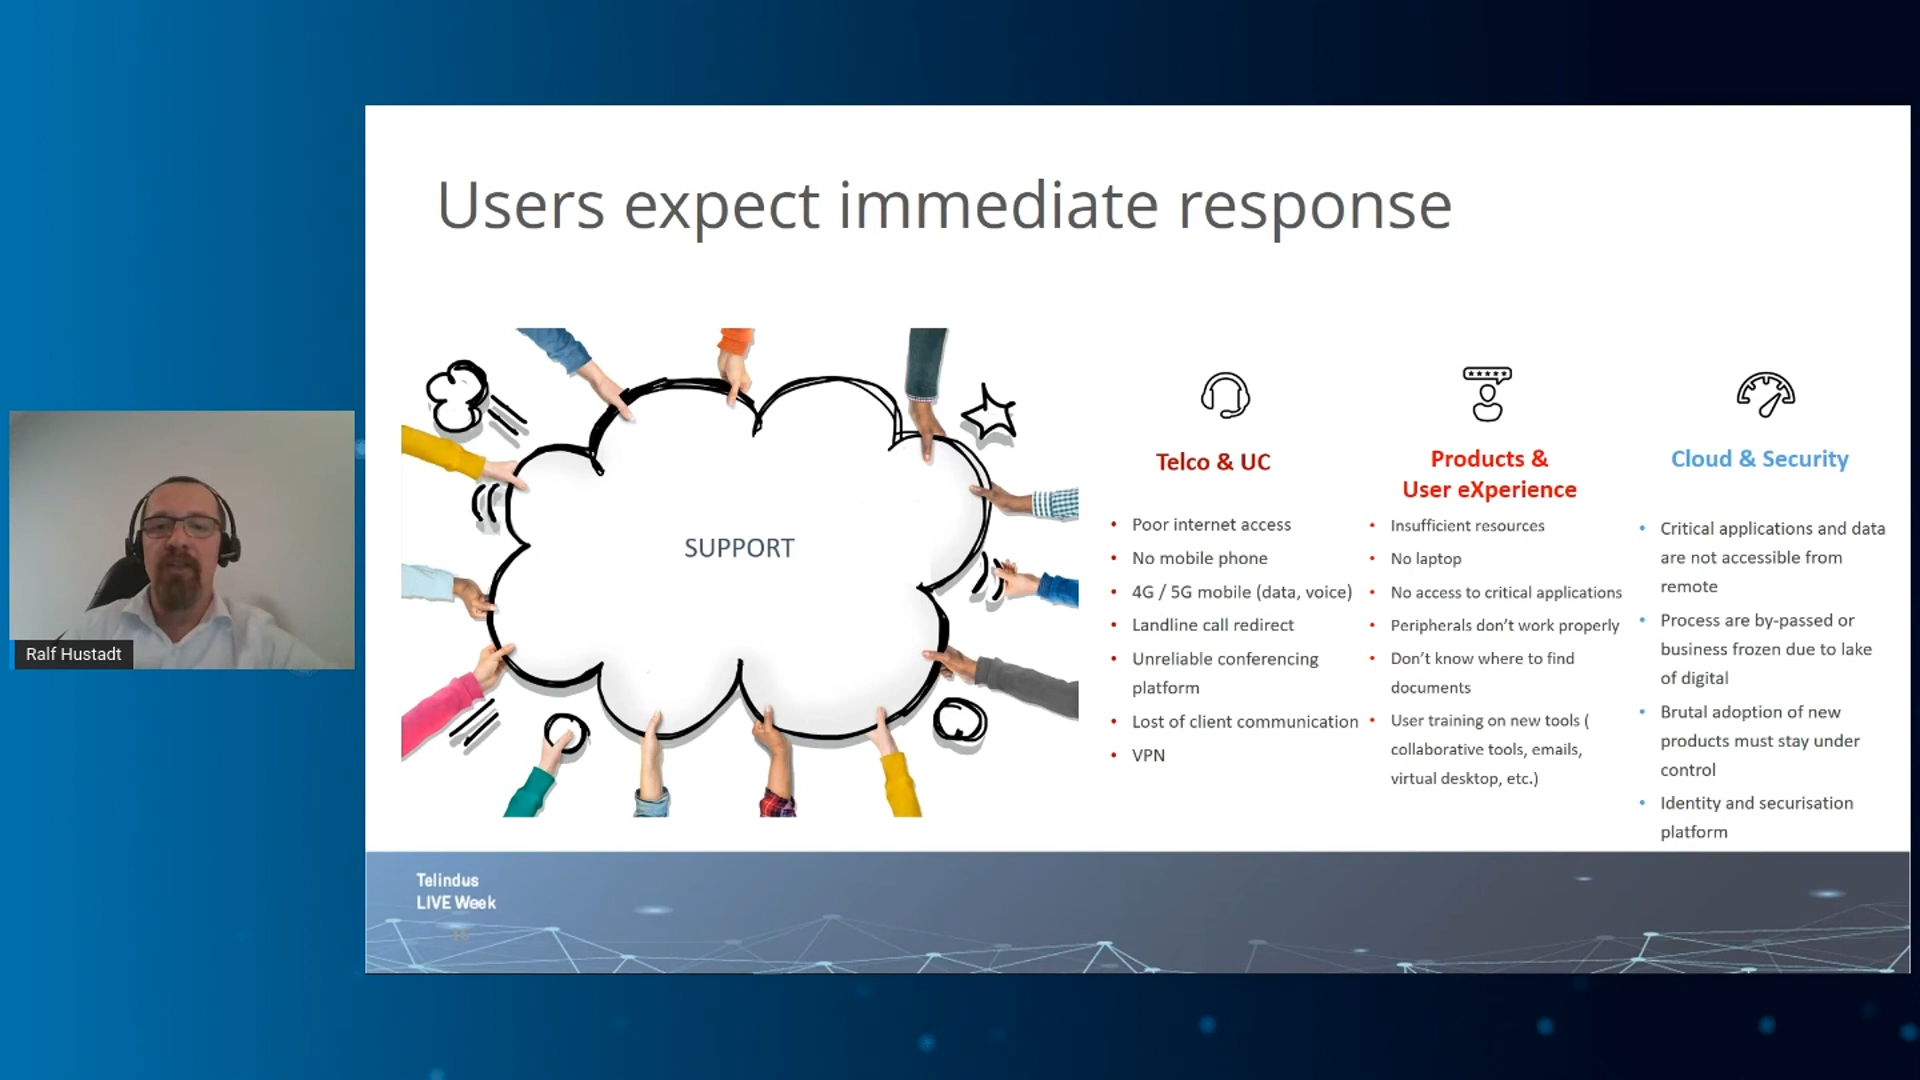 Users expect immediate response
SUPPORT
Telco & UC
• Poor internet access
• No mobile phone
• 4G / 5G mobile (data, voice)
• Landline call redirect
• Unreliable conferencing
platform
• Lost of client communication
• VPN
Products &
User eXperience
• Insufficient resources
• No laptop
• No access to critical applications
• Peripherals don’t work properly
• Don’t know where to find
documents
• User training on new tools (
collaborative tools, emails,
virtual desktop, etc.)
Cloud & Security
• Critical applications and data
are not accessible from
remote
• Process are by-passed or
business frozen due to lake
of digital
• Brutal adoption of new
products must stay under
control
• Identity and securisation
platform
Ralf Hustadt
Telindus
LIVE Week